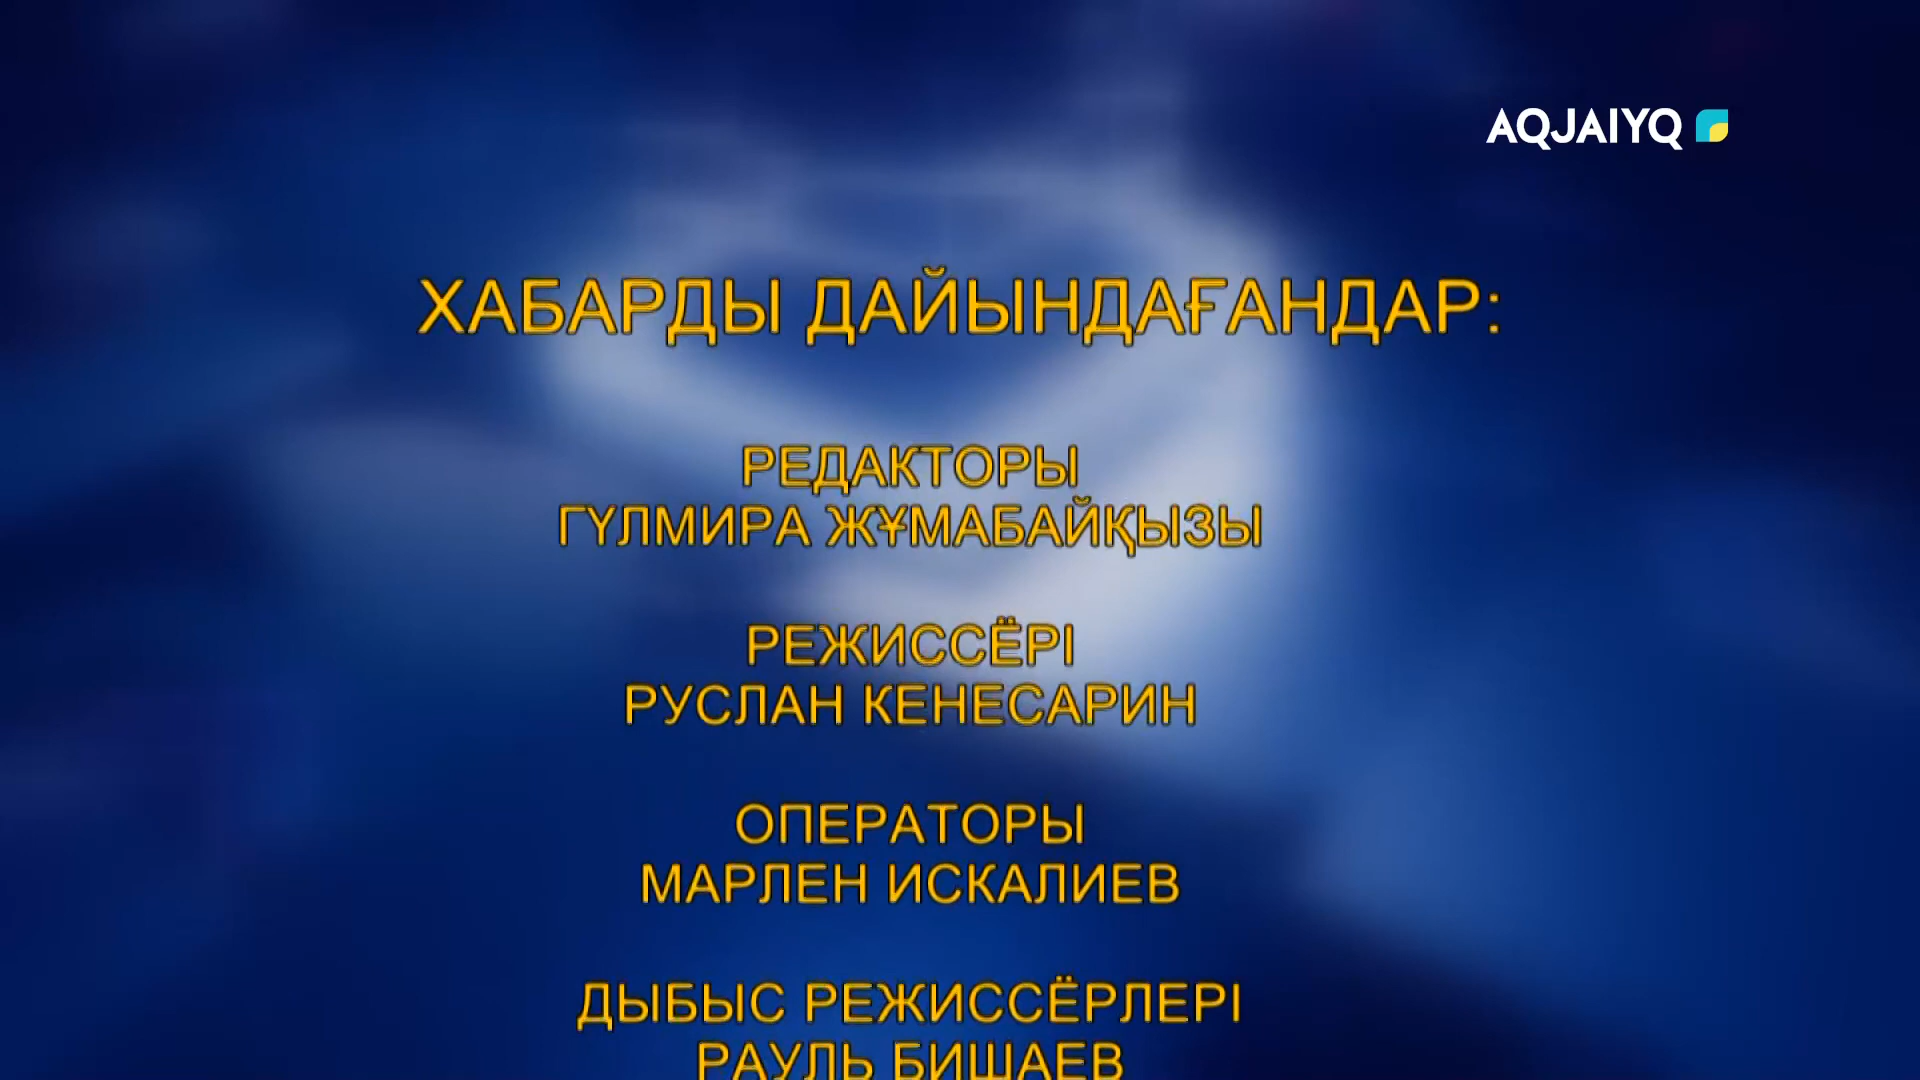 AQJAIYQ
ХАБАРДЫ ДАЙЫНДАҒАНДАР:
РЕДАКТОРЫ
ГҮЛМИРА ЖҰМАБАЙҚЫЗЫ
РЕЖИССЁРІ
РУСЛАН КЕНЕСАРИН
ОПЕРАТОРЫ
МАРЛЕН ИСКАЛИЕВ
ДЫБЫС РЕЖИССЁРЛЕРІ
РАУЛЬ БИШАЕВ